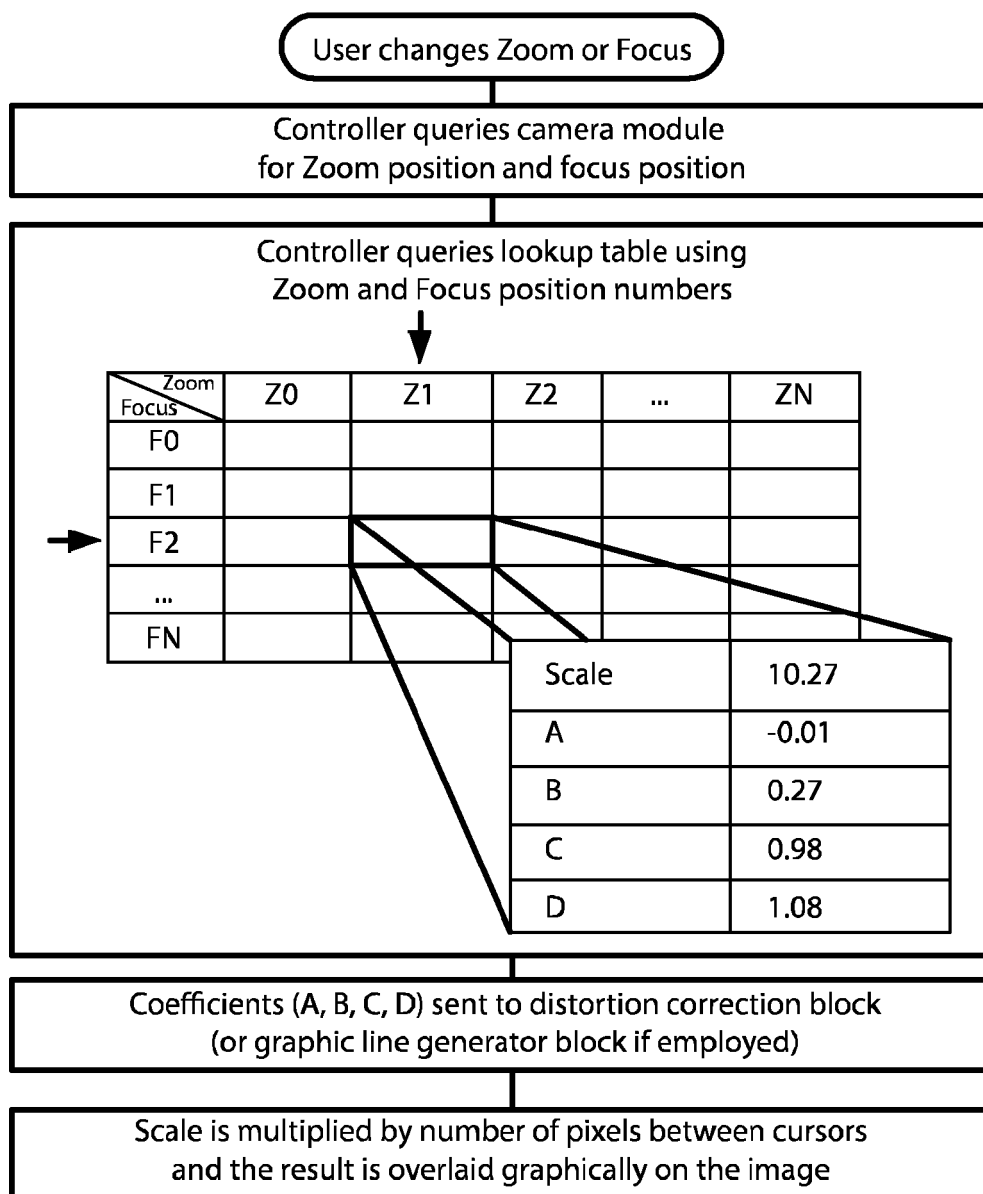 User changes Zoom or Focus
Controller queries camera module
for Zoom position and focus position
Controller queries lookup table using
Zoom and Focus position numbers
Zoom
Focus
Z0 Z1 Z2 ... ZN
F0
F1
F2
...
FN
Scale 10.27
A -0.01
B 0.27
C 0.98
D 1.08
Coefficients (A, B, C, D) sent to distortion correction block
(or graphic line generator block if employed)
Scale is multiplied by number of pixels between cursors
and the result is overlaid graphically on the image